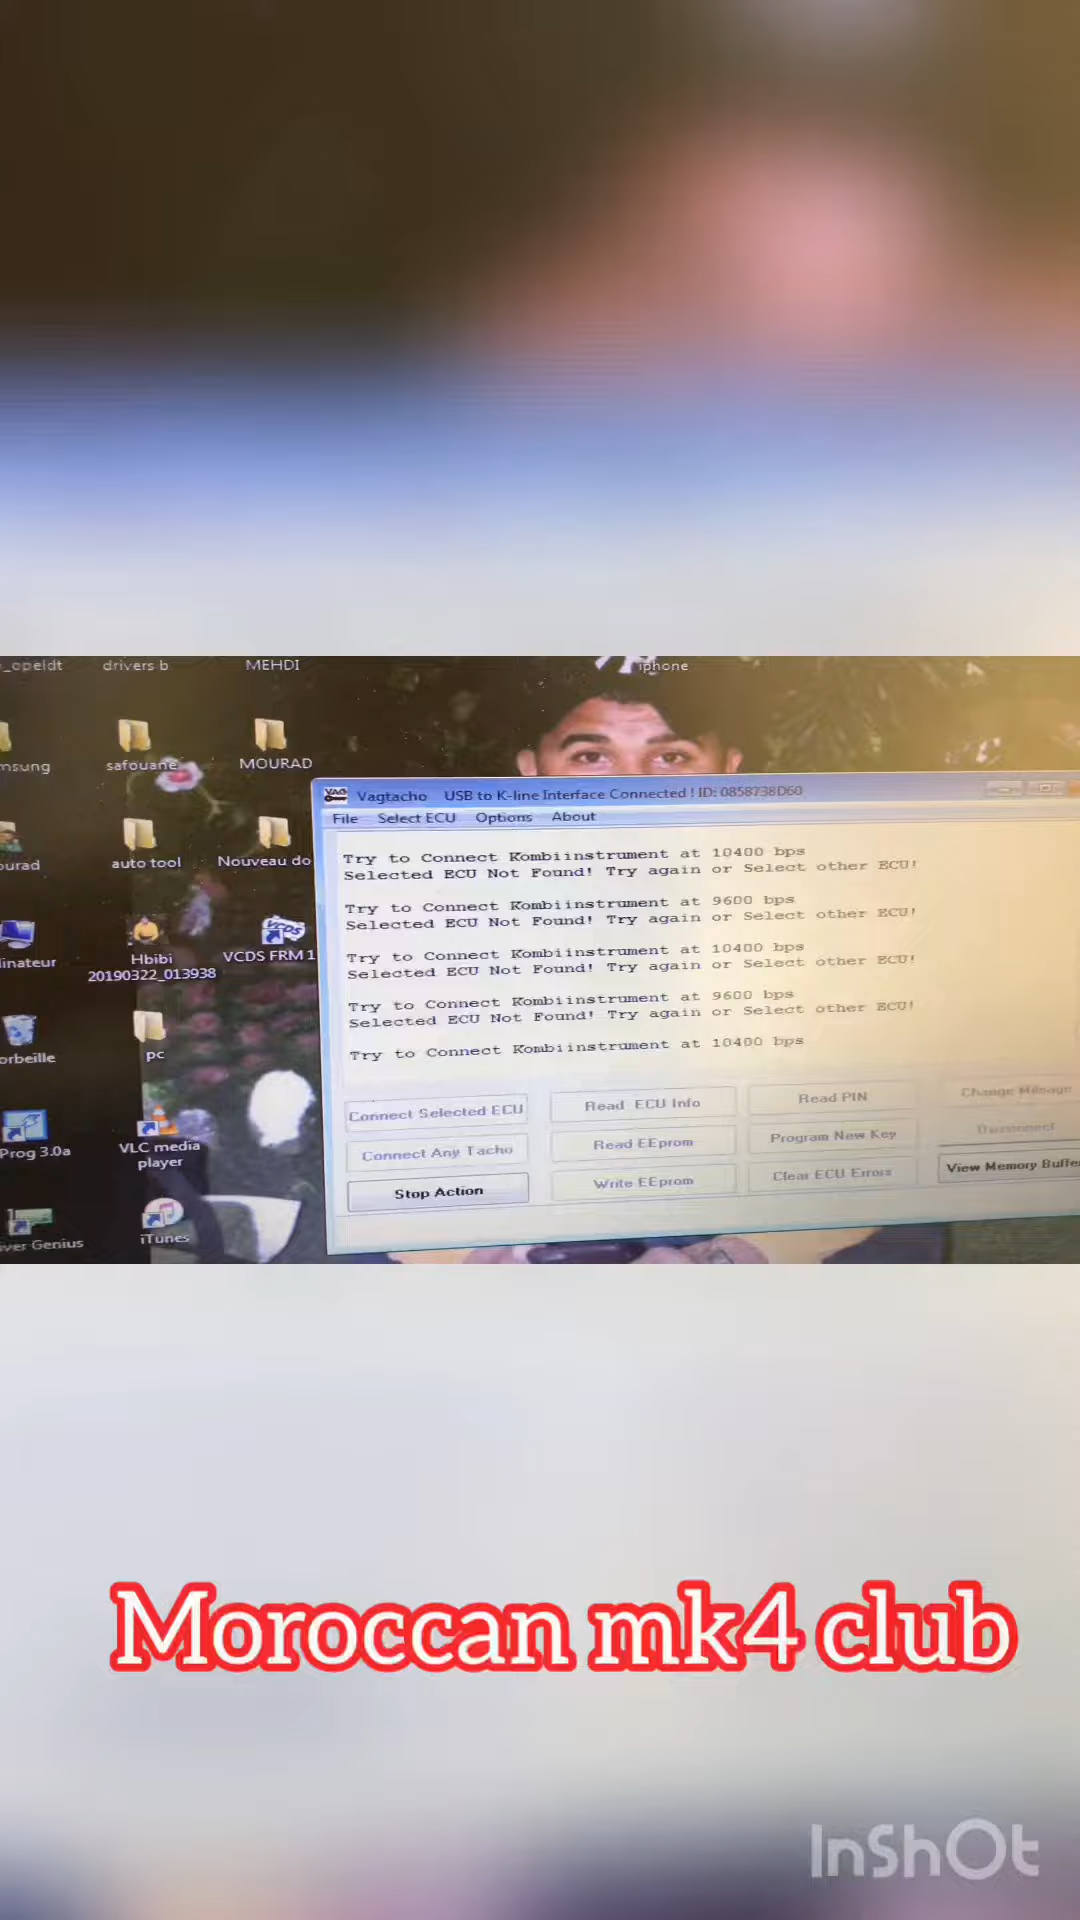 _opeldt
drivers b
MEHDI
iphone
safouane
MOURAD
auto tool
Nouveau do
Hbibi
20190322_013938
VCDS FRM 1
pc
VLC media
player
Prog 3.0a
iTunes
Vagtacho USB to K-line Interface Connected ! ID: 0858738D60
File Select ECU Options About
Try to Connect Kombiinstrument at 10400 bps
Selected ECU Not Found! Try again or Select other ECU!
Try to Connect Kombiinstrument at 9600 bps
Selected ECU Not Found! Try again or Select other ECU!
Try to Connect Kombiinstrument at 10400 bps
Selected ECU Not Found! Try again or Select other ECU!
Try to Connect Kombiinstrument at 9600 bps
Selected ECU Not Found! Try again or Select other ECU!
Try to Connect Kombiinstrument at 10400 bps
Connect Selected ECU Read ECU Info Read PIN Change Mileage
Connect Any Tacho Read EEprom Program New Key Disconnect
Stop Action Write EEprom Clear ECU Errors View Memory Buffer
Moroccan mk4 club
InShOt